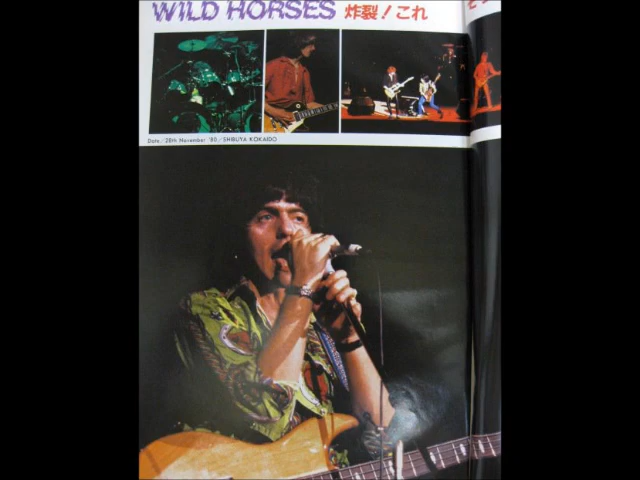 WILD HORSES 炸裂!これ
Date／28th November '80／SHIBUYA KOKAIDO